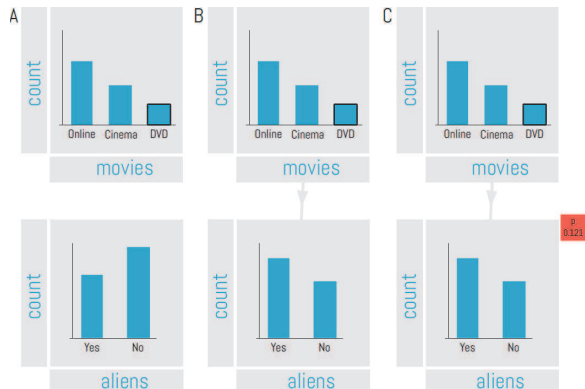 A
count
Online Cinema DVD
movies
count
Yes No
aliens
B
count
Online Cinema DVD
movies
count
Yes No
aliens
C
count
Online Cinema DVD
movies
p
0.121
count
Yes No
aliens